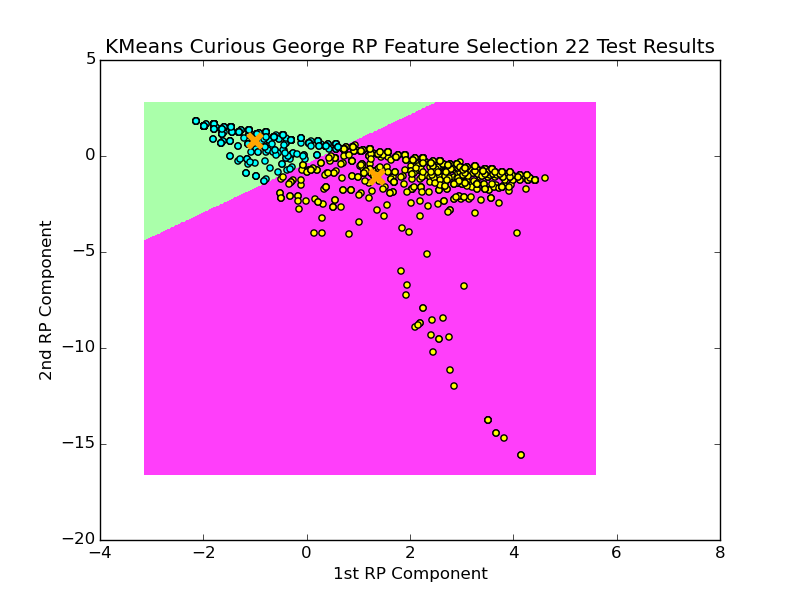 KMeans Curious George RP Feature Selection 22 Test Results
5
0
−5
−10
−15
−20
2nd RP Component
−4 −2 0 2 4 6 8
1st RP Component